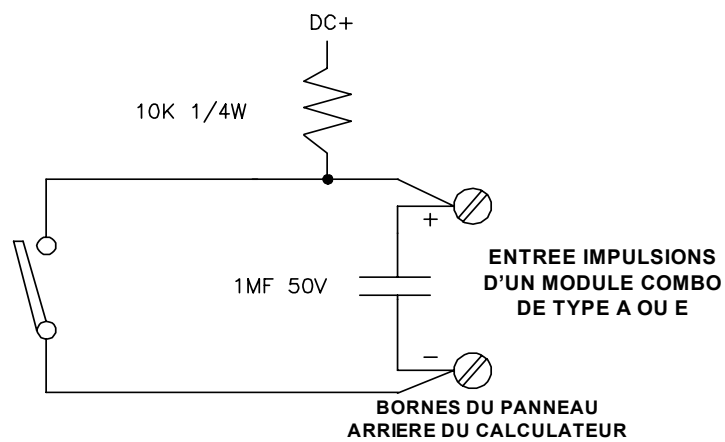 DC+
10K 1/4W
+
1MF 50V
ENTREE IMPULSIONS
D'UN MODULE COMBO
DE TYPE A OU E
−
BORNES DU PANNEAU
ARRIERE DU CALCULATEUR